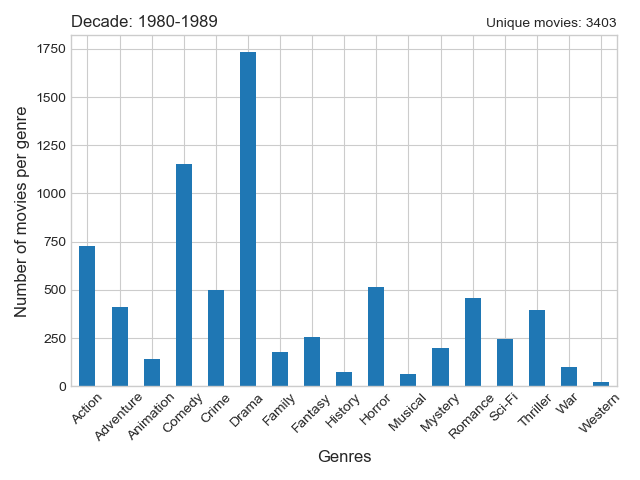 Decade: 1980-1989
Unique movies: 3403
Number of movies per genre
1750
1500
1250
1000
750
500
250
0
Action
Adventure
Animation
Comedy
Crime
Drama
Family
Fantasy
History
Horror
Musical
Mystery
Romance
Sci-Fi
Thriller
War
Western
Genres